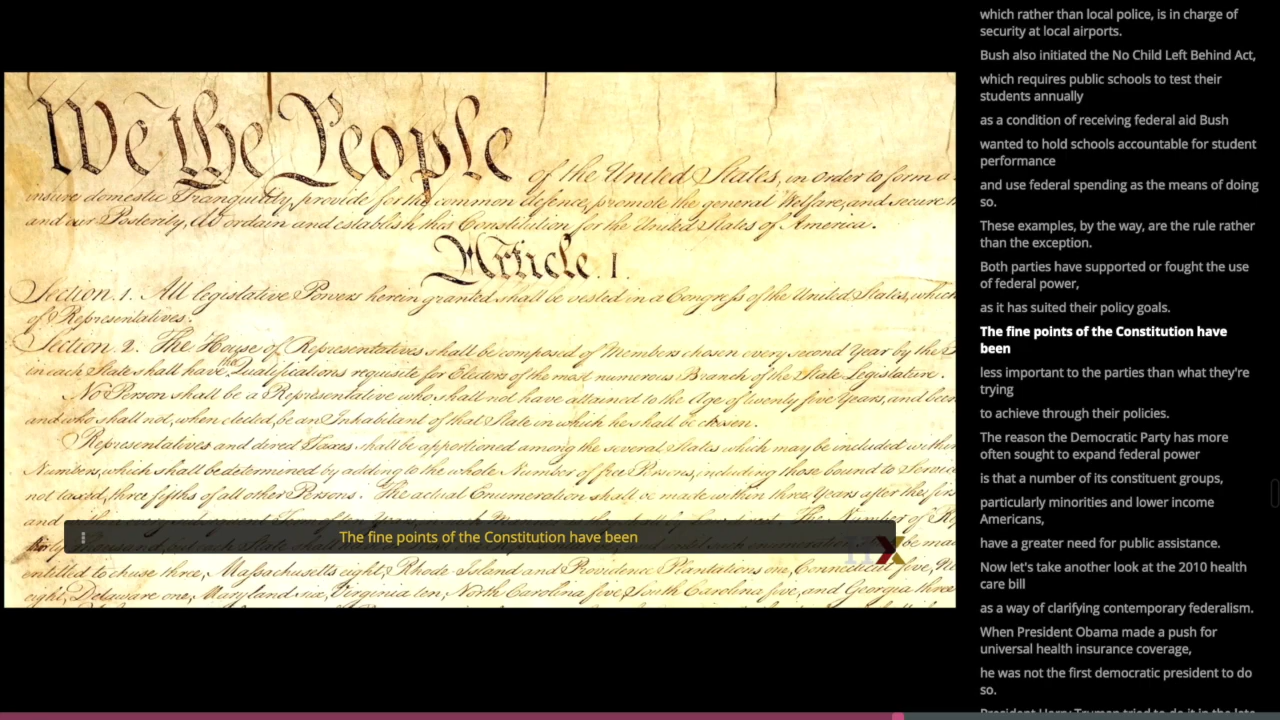 We the People
of the United States, in order to form a
insure domestic Tranquility, provide for the common defence, promote the general Welfare, and secure
and our Posterity, do ordain and establish this Constitution for the United States of America.
Article. I.
Section. 1. All legislative Powers herein granted shall be vested in a Congress of the United States, which
of Representatives.
Section. 2. The House of Representatives shall be composed of Members chosen every second Year by the
in each State shall have the Qualifications requisite for Electors of the most numerous Branch of the State Legislature.
No Person shall be a Representative who shall not have attained to the Age of twenty five Years, and been
and who shall not, when elected, be an Inhabitant of that State in which he shall be chosen.
Representatives and direct Taxes shall be apportioned among the several States which may be included within
Numbers, which shall be determined by adding to the whole Number of free Persons, including those bound to Service
not taxed, three fifths of all other Persons. The actual Enumeration shall be made within three Years after the
and
The Number of
The fine points of the Constitution have been
be made
entitled to chuse three, Massachusetts eight, Rhode Island and Providence Plantations one, Connecticut five,
eight, Delaware one, Maryland six, Virginia ten, North Carolina five, South Carolina five, and Georgia three
which rather than local police, is in charge of
security at local airports.
Bush also initiated the No Child Left Behind Act,
which requires public schools to test their
students annually
as a condition of receiving federal aid Bush
wanted to hold schools accountable for student
performance
and use federal spending as the means of doing
so.
These examples, by the way, are the rule rather
than the exception.
Both parties have supported or fought the use
of federal power,
as it has suited their policy goals.
The fine points of the Constitution have
been
less important to the parties than what they're
trying
to achieve through their policies.
The reason the Democratic Party has more
often sought to expand federal power
is that a number of its constituent groups,
particularly minorities and lower income
Americans,
have a greater need for public assistance.
Now let's take another look at the 2010 health
care bill
as a way of clarifying contemporary federalism.
When President Obama made a push for
universal health insurance coverage,
he was not the first democratic president to do
so.
President Harry Truman tried to do it in the late